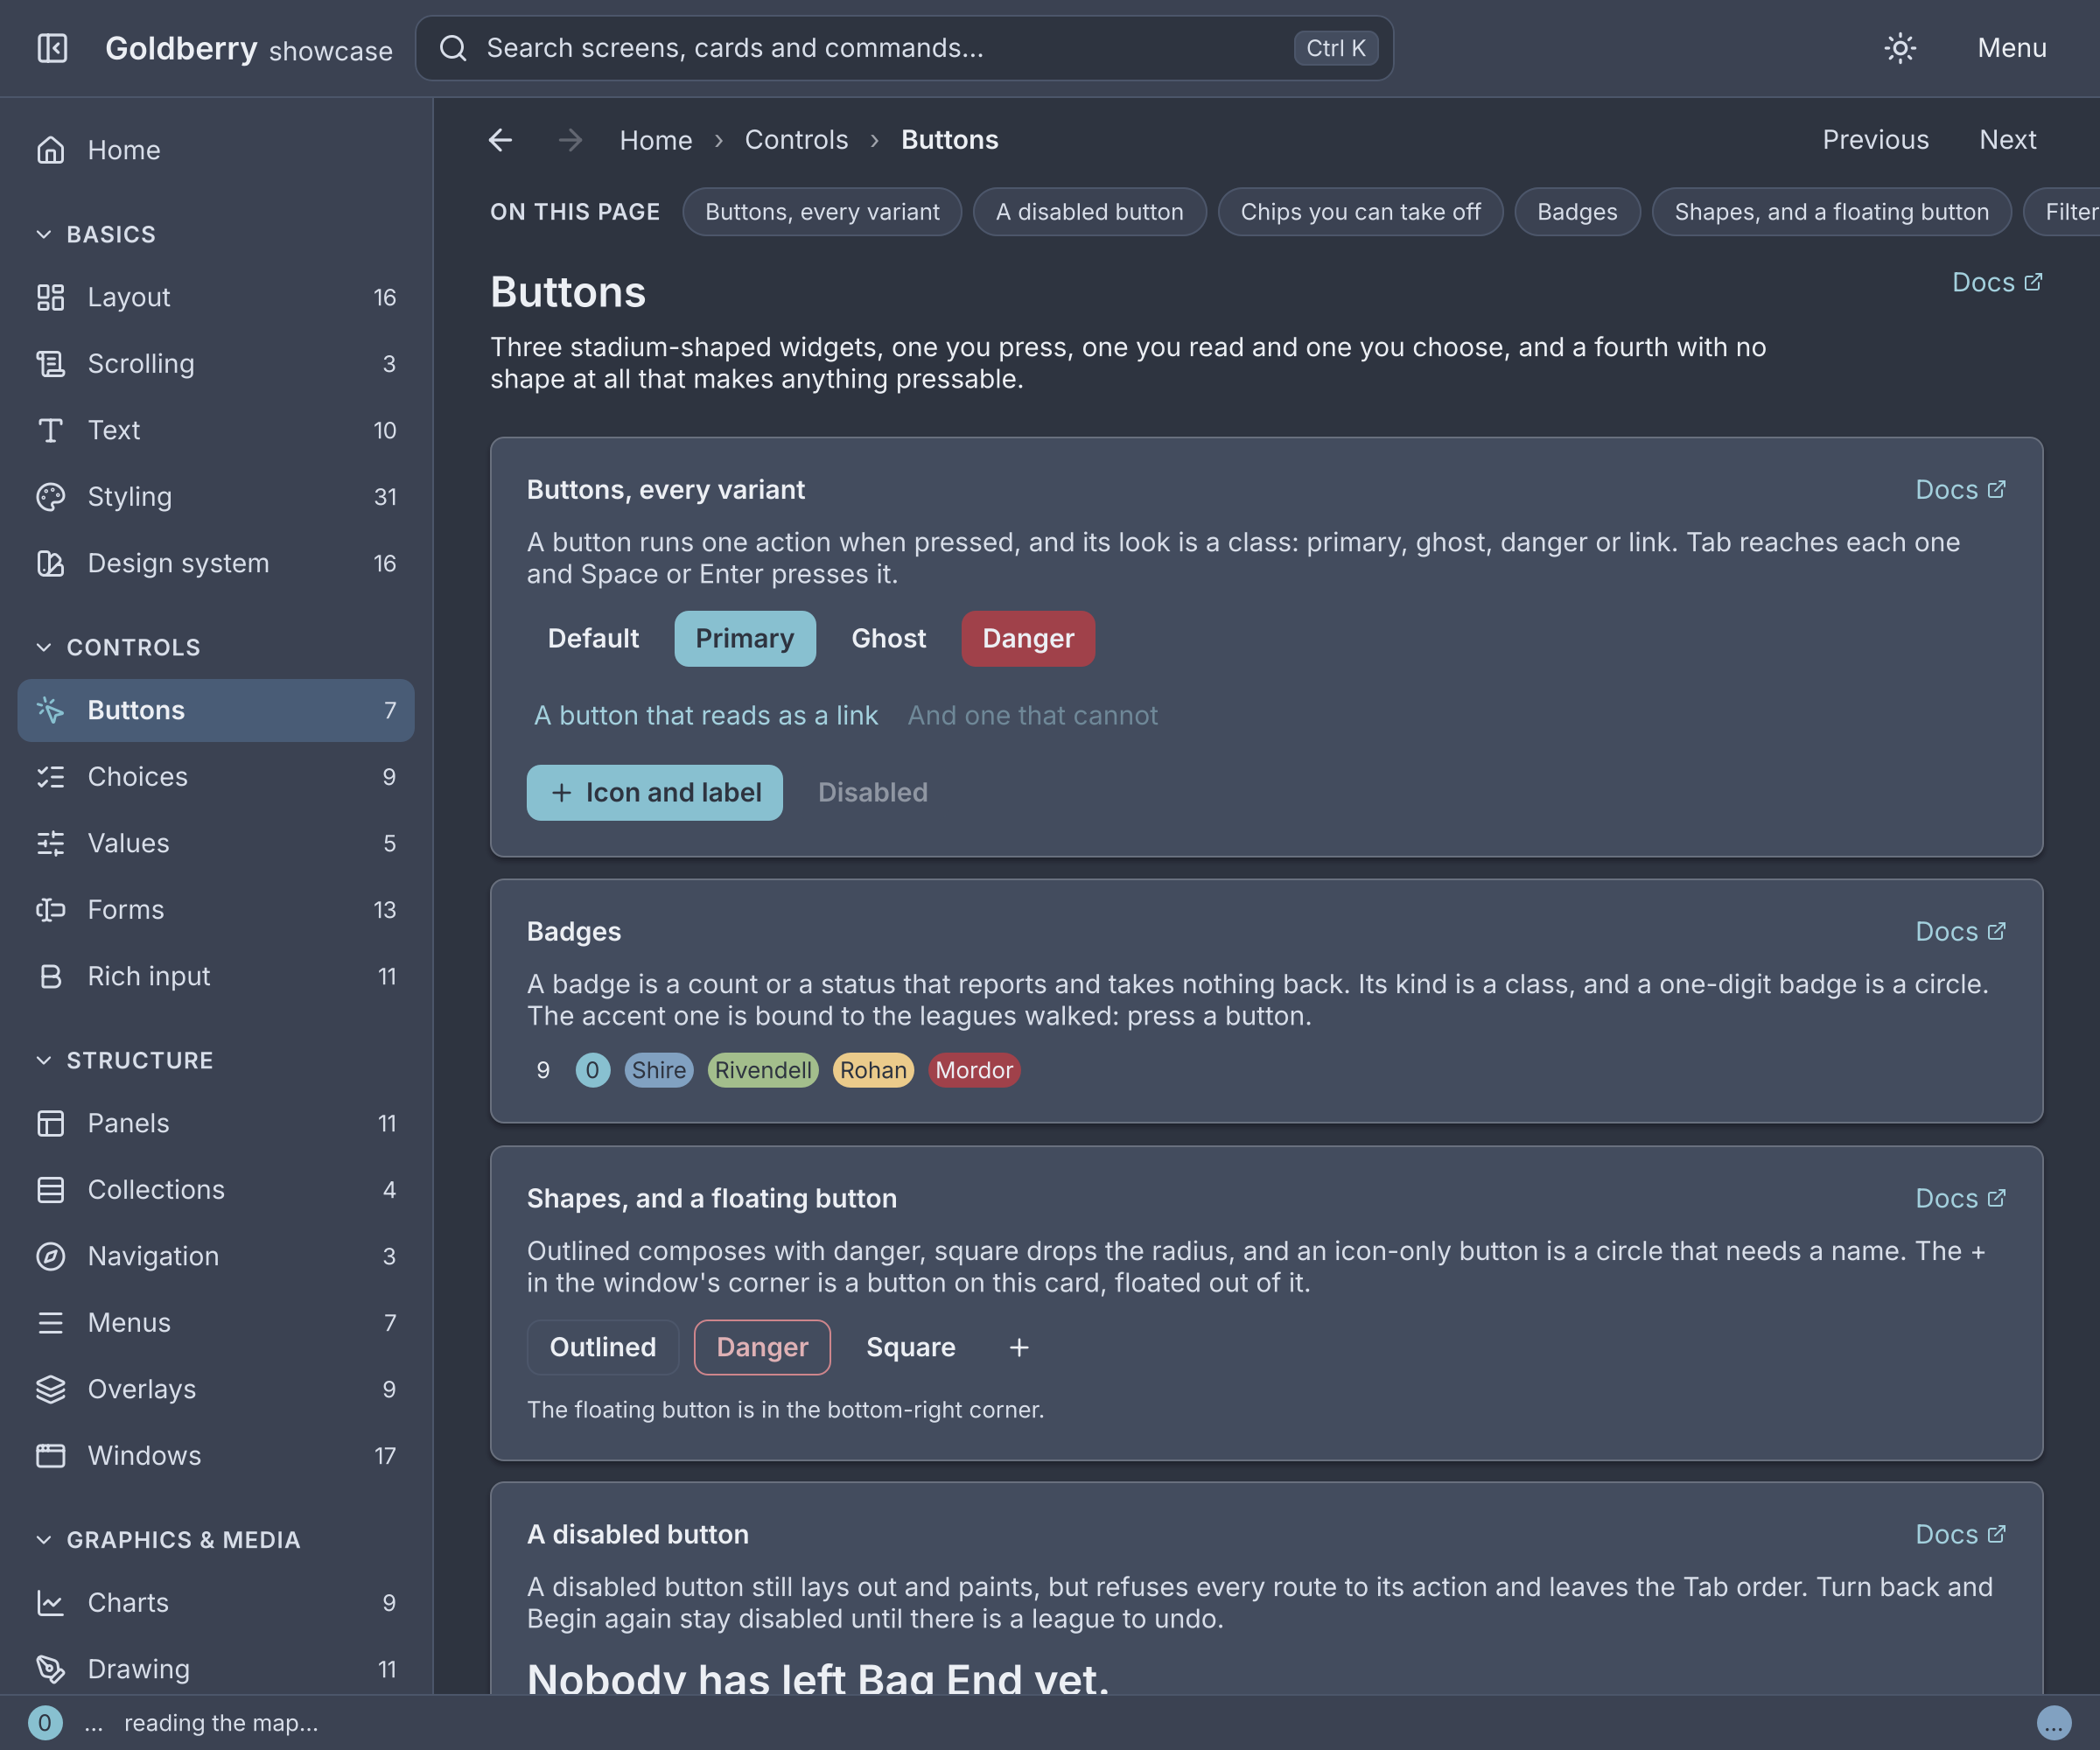 Goldberry showcase
Search screens, cards and commands...
Ctrl K
Menu
Home
BASICS
Layout 16
Scrolling 3
Text 10
Styling 31
Design system 16
CONTROLS
Buttons 7
Choices 9
Values 5
Forms 13
Rich input 11
STRUCTURE
Panels 11
Collections 4
Navigation 3
Menus 7
Overlays 9
Windows 17
GRAPHICS & MEDIA
Charts 9
Drawing 11
Home › Controls › Buttons
Previous Next
ON THIS PAGE Buttons, every variant A disabled button Chips you can take off Badges Shapes, and a floating button Filter
Buttons
Docs
Three stadium-shaped widgets, one you press, one you read and one you choose, and a fourth with no
shape at all that makes anything pressable.
Buttons, every variant
Docs
A button runs one action when pressed, and its look is a class: primary, ghost, danger or link. Tab reaches each one
and Space or Enter presses it.
Default Primary Ghost Danger
A button that reads as a link And one that cannot
+ Icon and label Disabled
Badges
Docs
A badge is a count or a status that reports and takes nothing back. Its kind is a class, and a one-digit badge is a circle.
The accent one is bound to the leagues walked: press a button.
9 0 Shire Rivendell Rohan Mordor
Shapes, and a floating button
Docs
Outlined composes with danger, square drops the radius, and an icon-only button is a circle that needs a name. The +
in the window's corner is a button on this card, floated out of it.
Outlined Danger Square +
The floating button is in the bottom-right corner.
A disabled button
Docs
A disabled button still lays out and paints, but refuses every route to its action and leaves the Tab order. Turn back and
Begin again stay disabled until there is a league to undo.
Nobody has left Bag End yet.
0 ... reading the map...
...